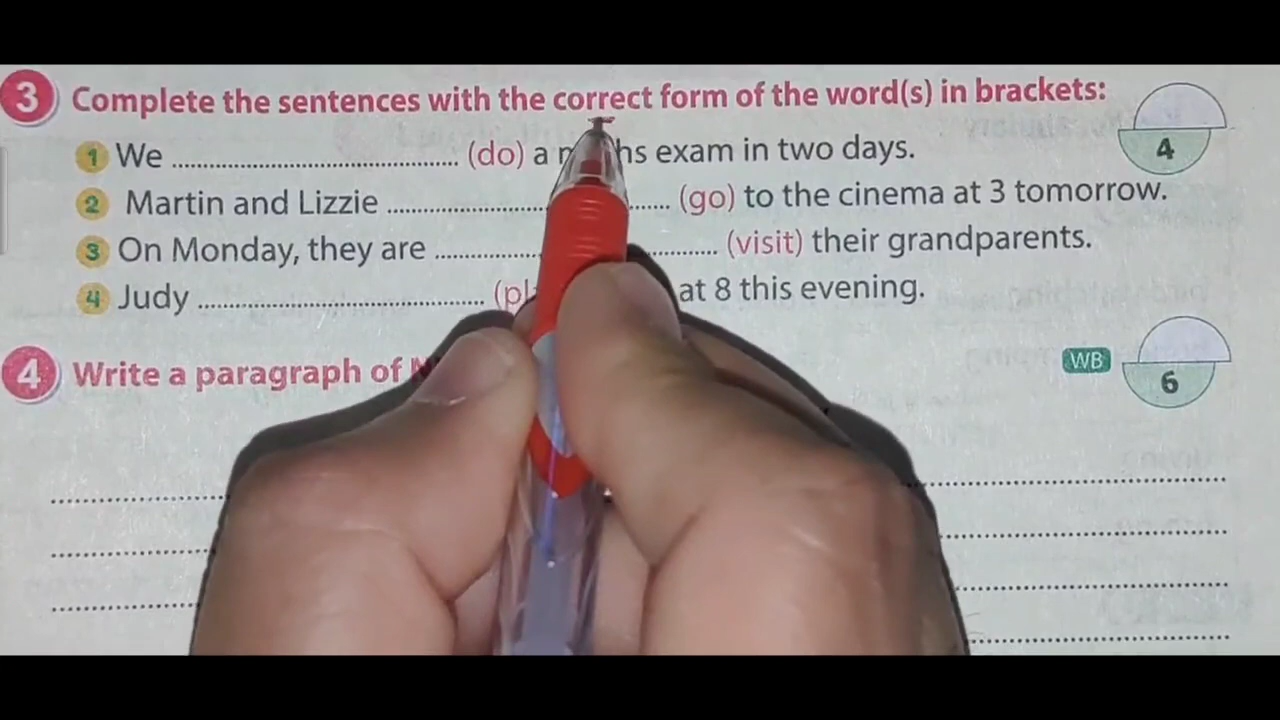 3 Complete the sentences with the correct form of the word(s) in brackets:
4
1 We ........................ (do) a hs exam in two days.
2 Martin and Lizzie ........................ (go) to the cinema at 3 tomorrow.
3 On Monday, they are ........................ (visit) their grandparents.
4 Judy ........................ (pl at 8 this evening.
4 Write a paragraph of
WB
6